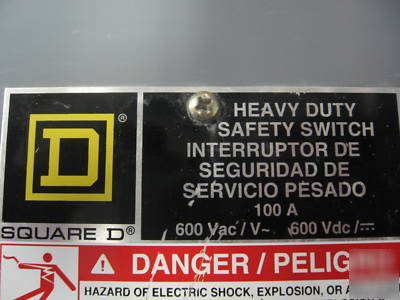 D®
SQUARE D®
HEAVY DUTY
SAFETY SWITCH
INTERRUPTOR DE
SEGURIDAD DE
SERVICIO PESADO
100 A
600 Vac / V~ 600 Vdc / ⎓
⚠ DANGER / PELIG
HAZARD OF ELECTRIC SHOCK, EXPLOSION, OR A